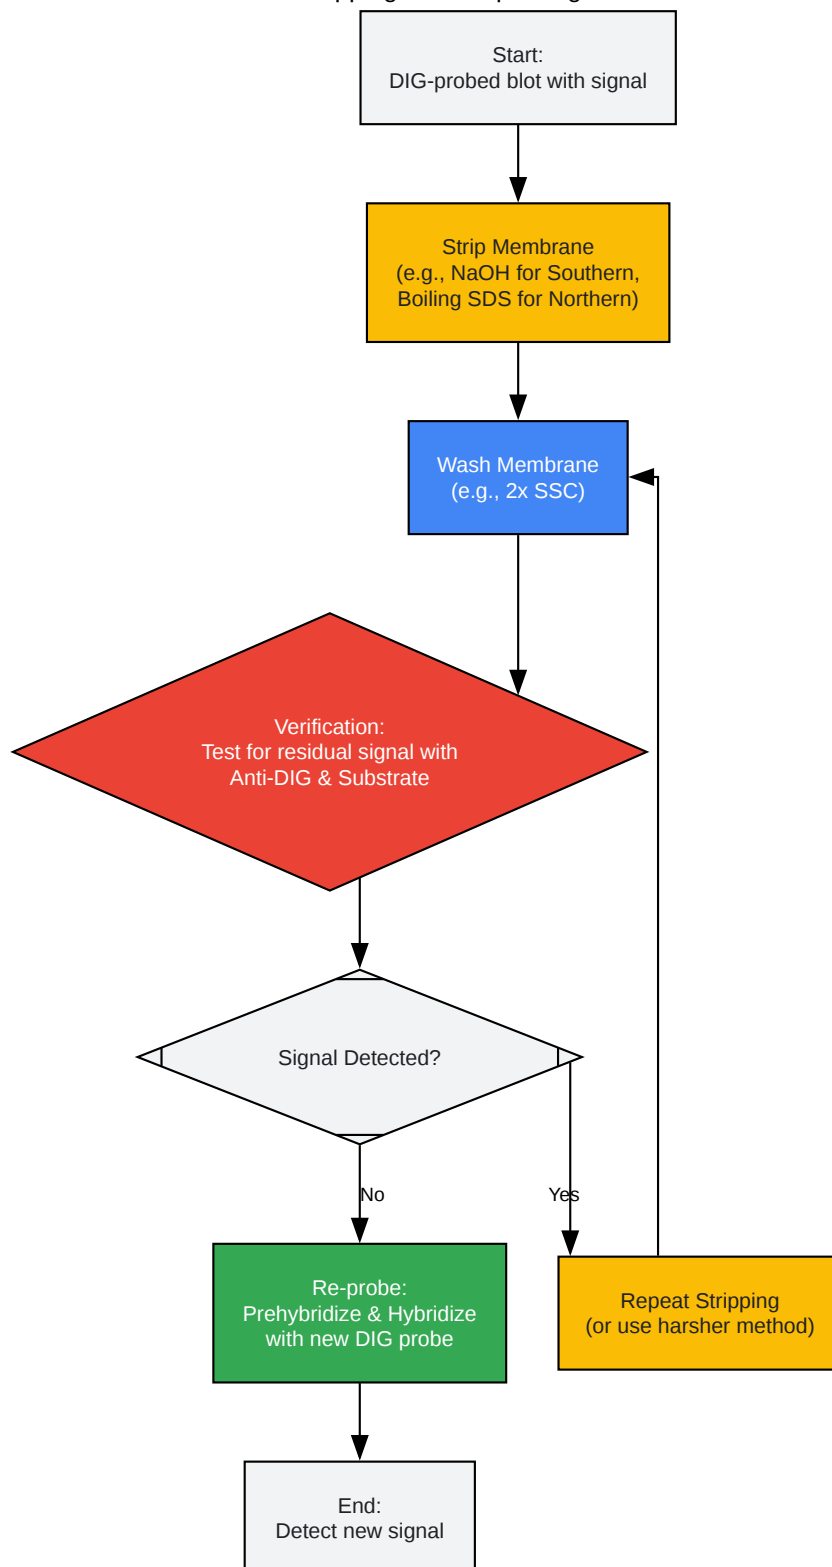 Start:
DIG-probed blot with signal
Strip Membrane
(e.g., NaOH for Southern,
Boiling SDS for Northern)
Wash Membrane
(e.g., 2x SSC)
Verification:
Test for residual signal with
Anti-DIG & Substrate
Signal Detected?
No
Yes
Re-probe:
Prehybridize & Hybridize
with new DIG probe
Repeat Stripping
(or use harsher method)
End:
Detect new signal